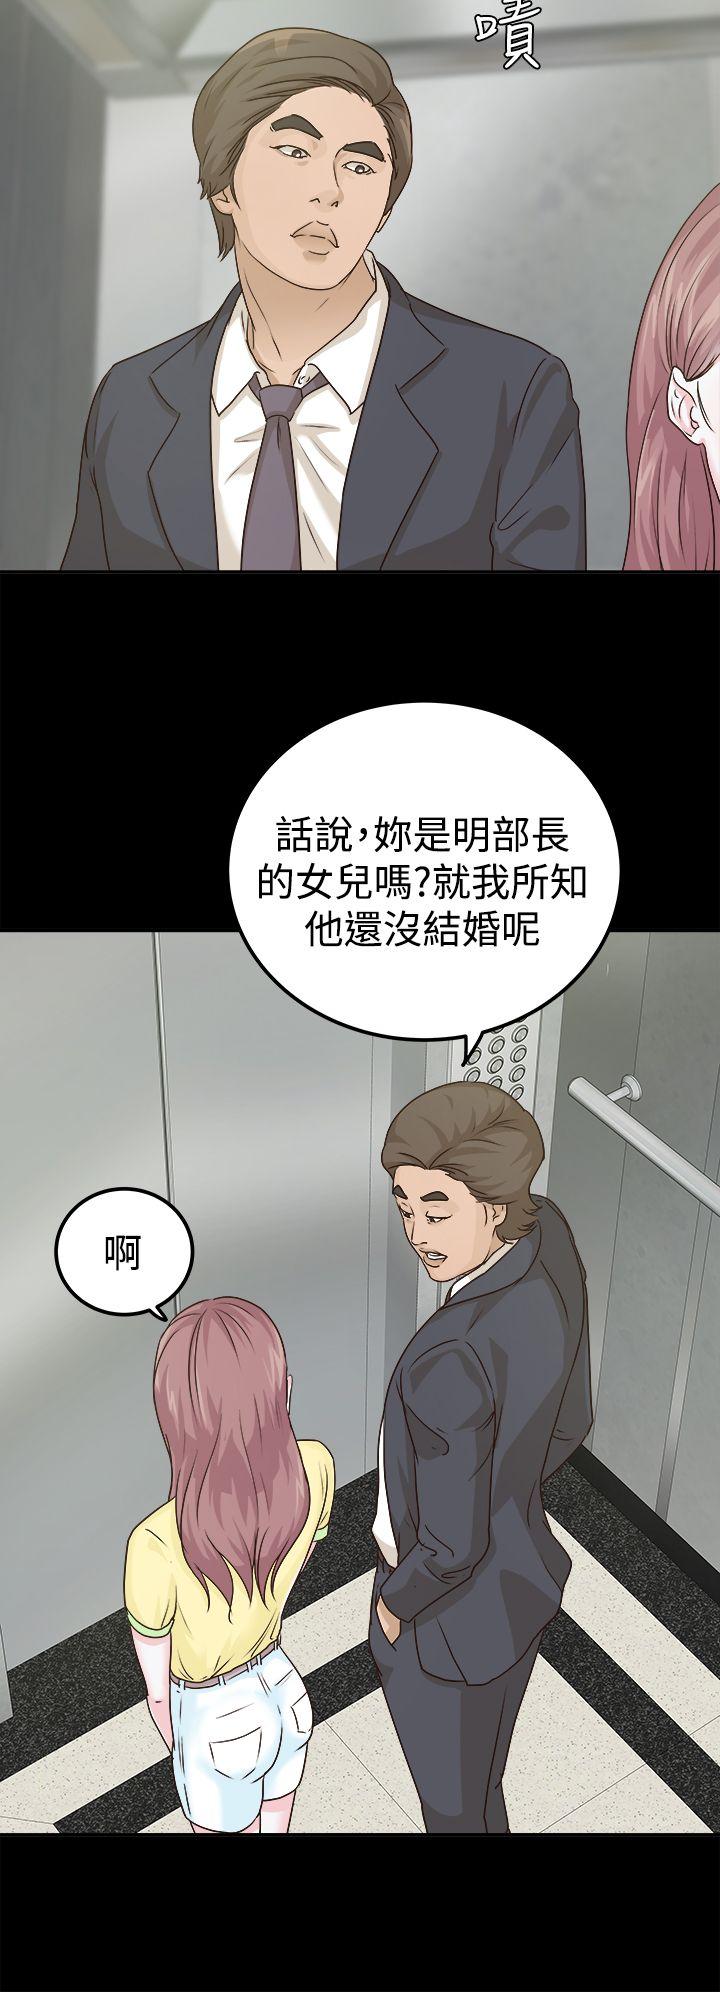 嘖
話說，妳是明部長
的女兒嗎?就我所知
他還沒結婚呢
啊